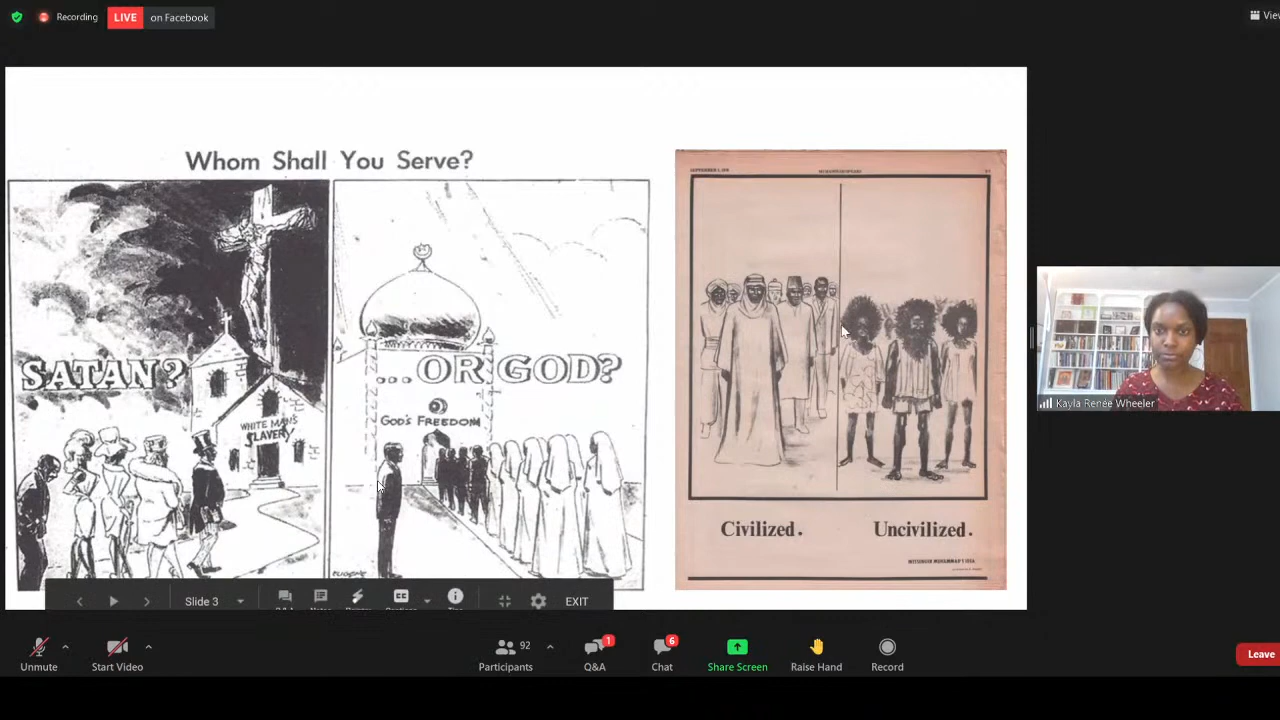 Recording
LIVE on Facebook
Whom Shall You Serve?
SATAN?
WHITE MAN'S
SLAVERY
...OR GOD?
GOD'S FREEDOM
Civilized.
Uncivilized.
Kayla Renée Wheeler
Slide 3
EXIT
Unmute
Start Video
92
Participants
1
Q&A
6
Chat
Share Screen
Raise Hand
Record
Leave